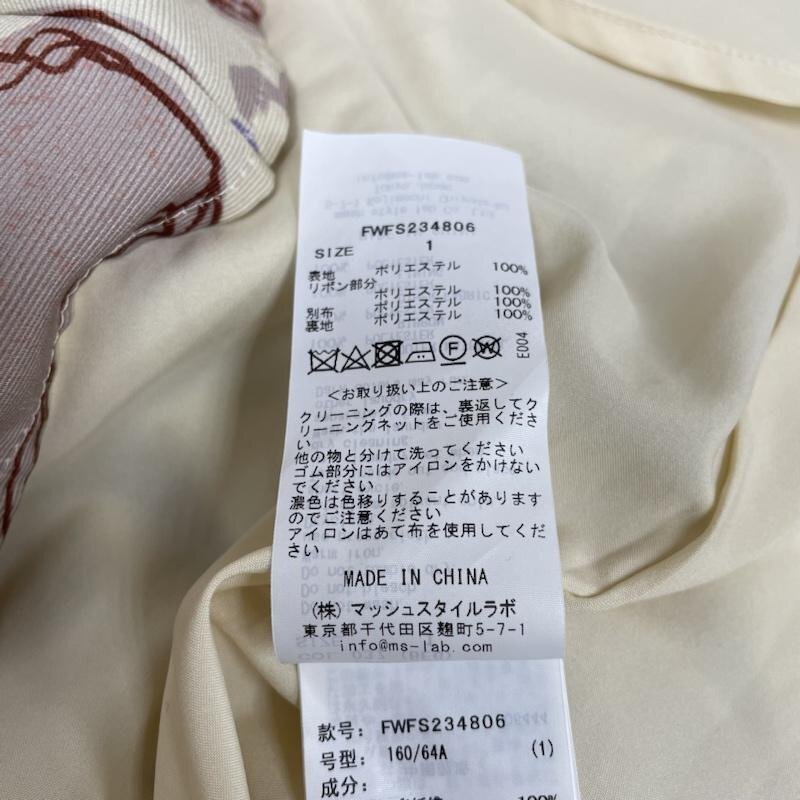 FWFS234806
SIZE 1
表地 ポリエステル 100%
リボン部分
ポリエステル 100%
別布 ポリエステル 100%
裏地 ポリエステル 100%
F W E004
<お取り扱い上のご注意>
クリーニングの際は、裏返してク
リーニングネットをご使用くださ
い
他の物と分けて洗ってください
ゴム部分にはアイロンをかけない
でください
濃色は色移りすることがあります
のでご注意ください
アイロンはあて布を使用してくだ
さい
MADE IN CHINA
(株) マッシュスタイルラボ
東京都千代田区麹町5-7-1
info@ms-lab.com
款号: FWFS234806
号型: 160/64A (1)
成分:
100%